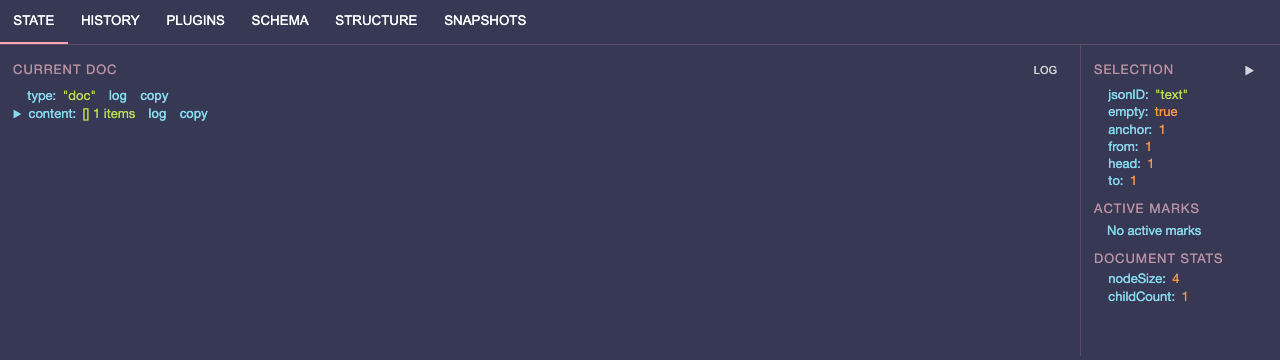 STATE HISTORY PLUGINS SCHEMA STRUCTURE SNAPSHOTS
CURRENT DOC LOG
type: "doc" log copy
content: [] 1 items log copy
SELECTION
jsonID: "text"
empty: true
anchor: 1
from: 1
head: 1
to: 1
ACTIVE MARKS
No active marks
DOCUMENT STATS
nodeSize: 4
childCount: 1